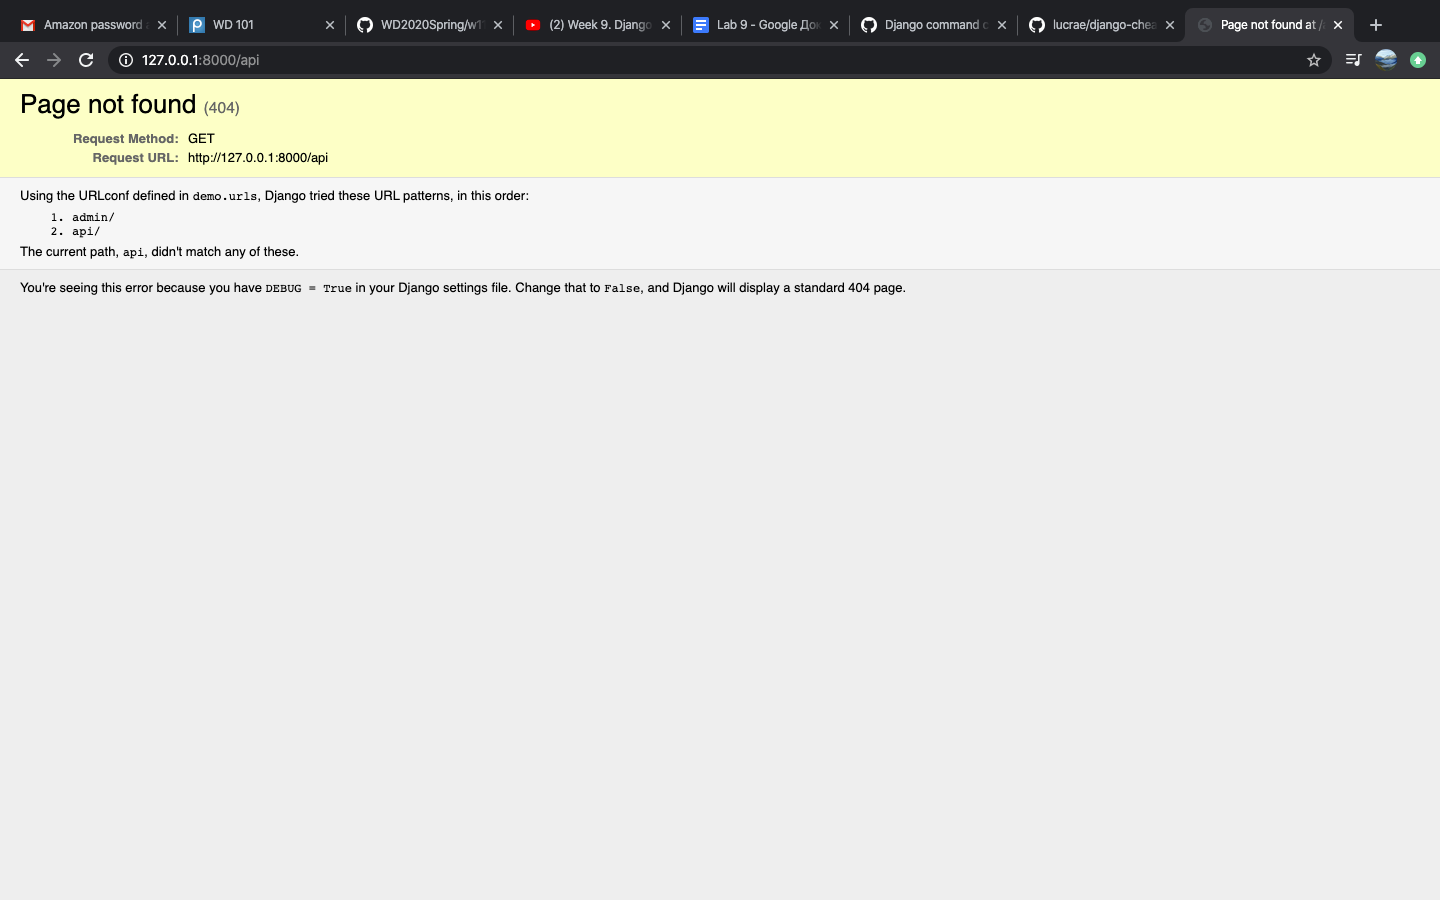 Amazon password
WD 101
WD2020Spring/w1
(2) Week 9. Django
Lab 9 - Google Док
Django command c
lucrae/django-chea
Page not found at /
127.0.0.1:8000/api
Page not found (404)
Request Method: GET
Request URL: http://127.0.0.1:8000/api
Using the URLconf defined in demo.urls, Django tried these URL patterns, in this order:
1. admin/
2. api/
The current path, api, didn't match any of these.
You're seeing this error because you have DEBUG = True in your Django settings file. Change that to False, and Django will display a standard 404 page.